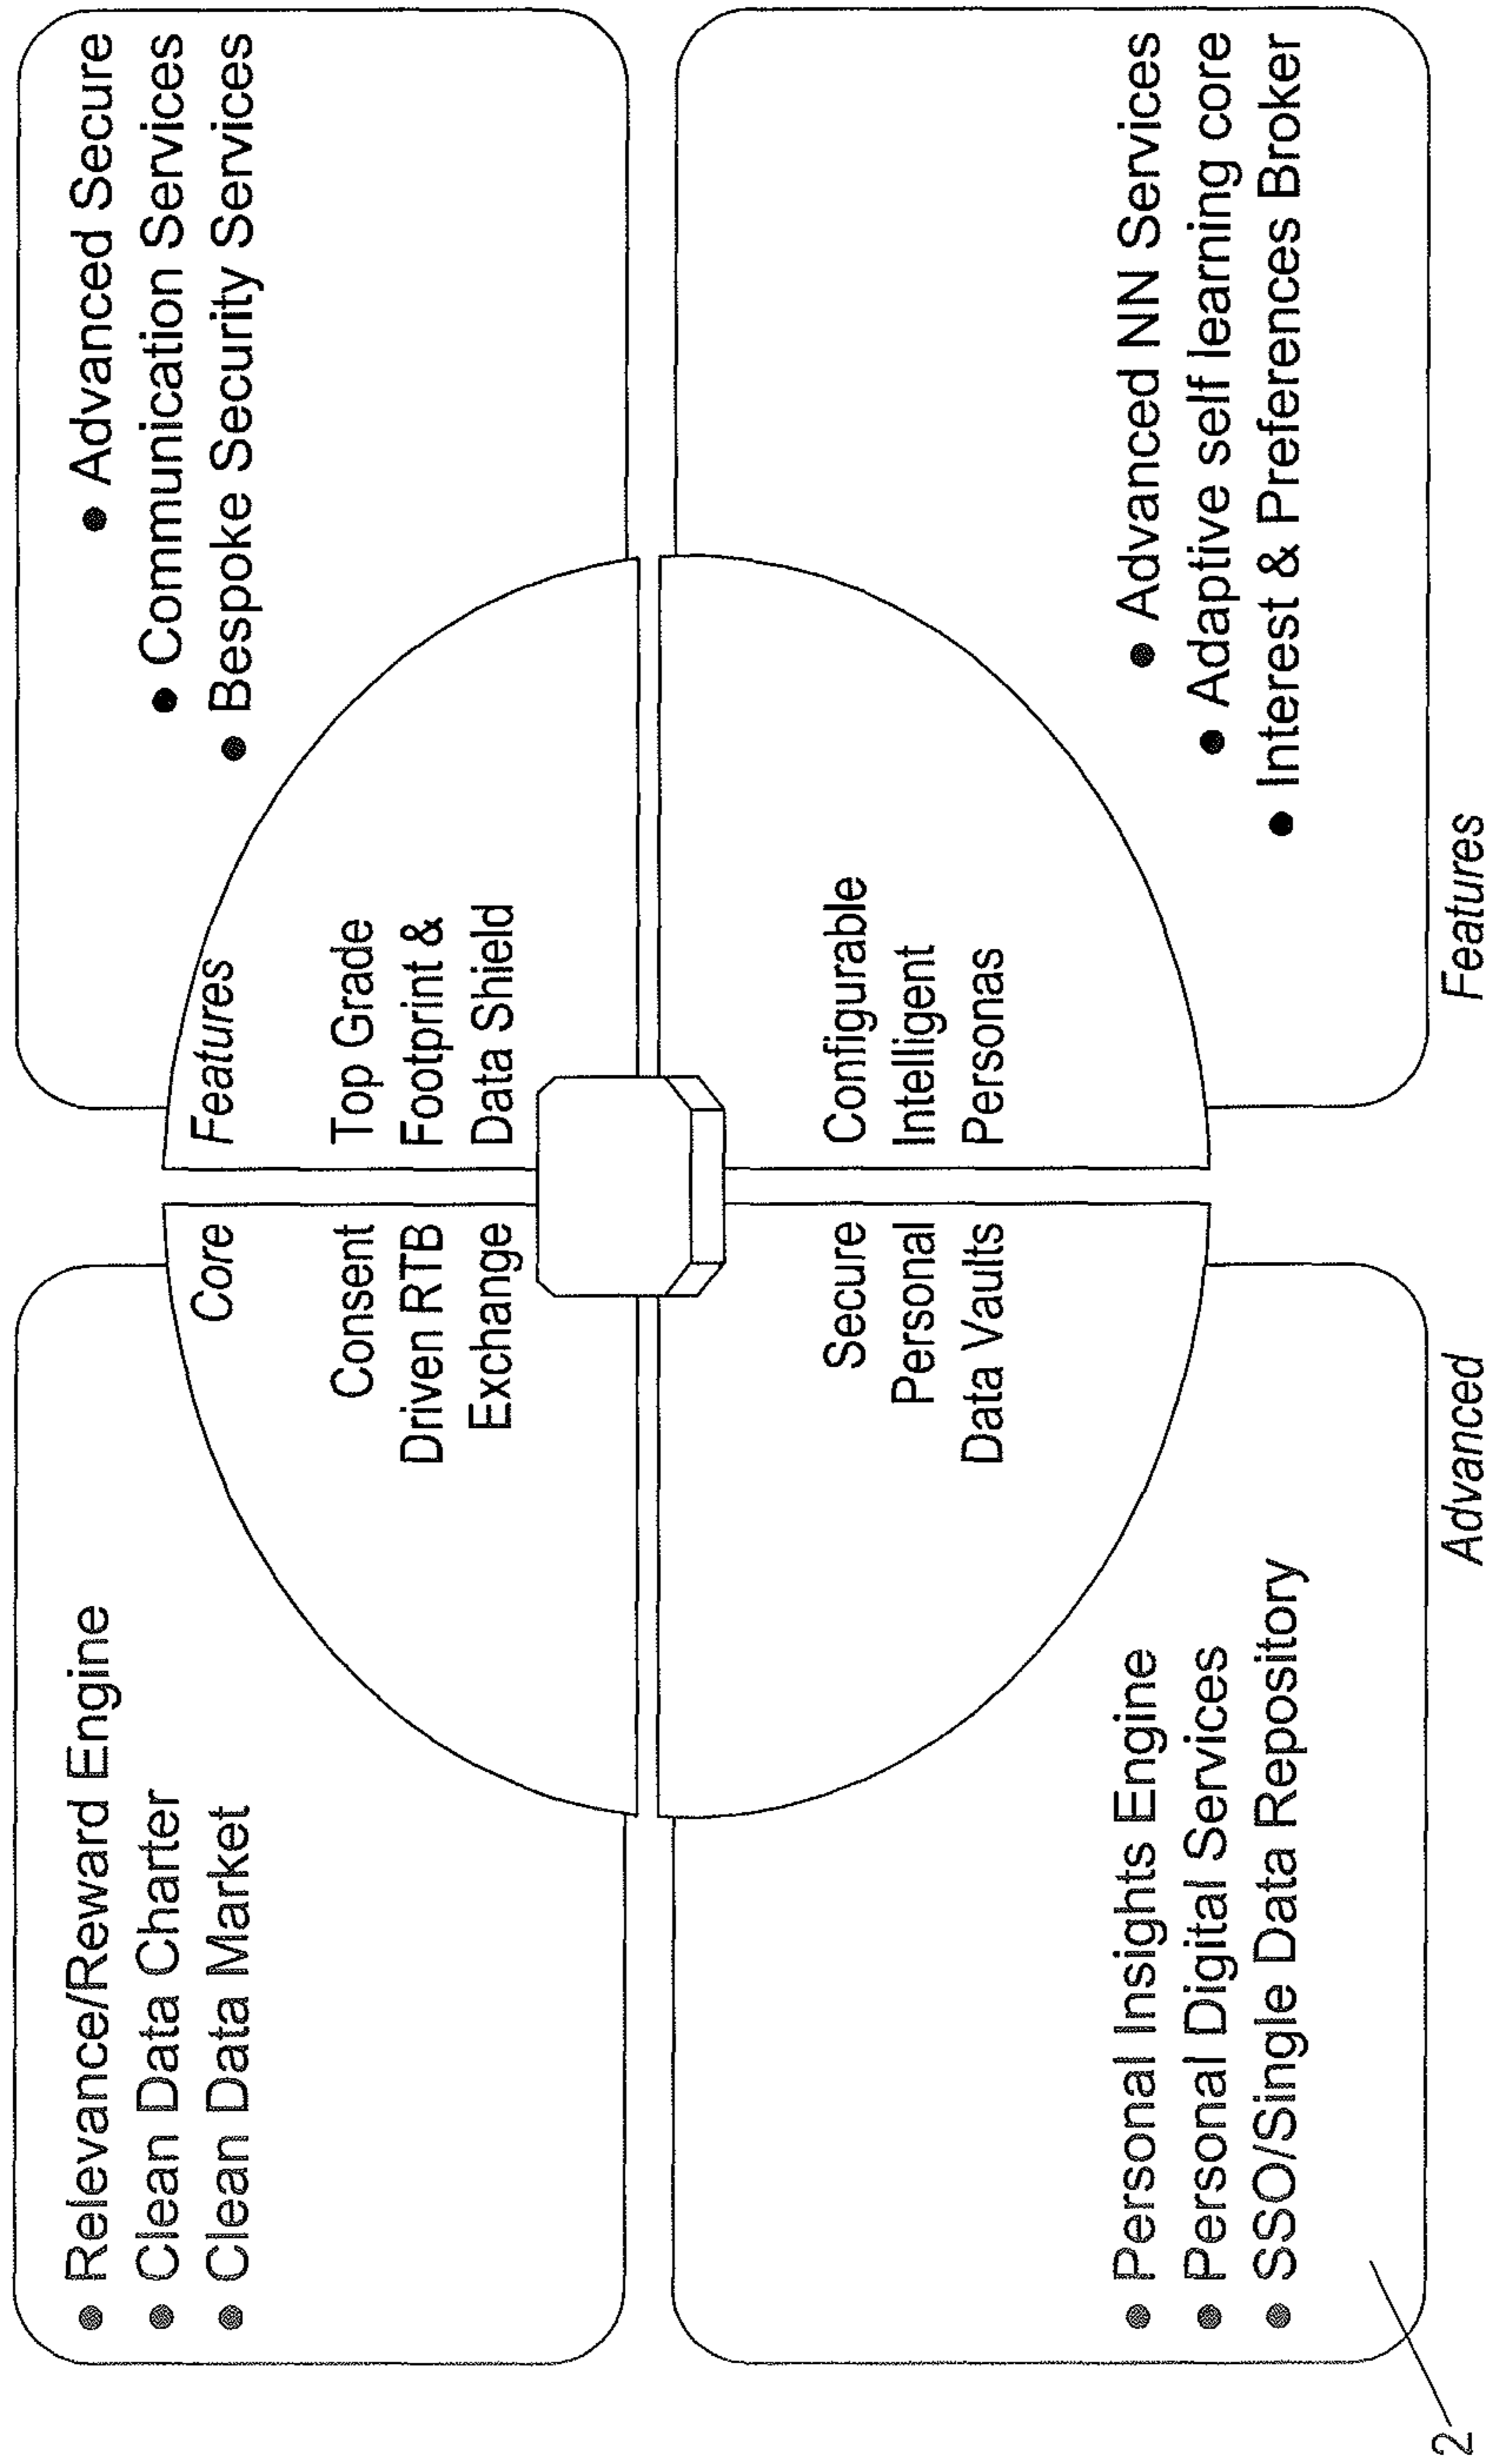 ● Relevance/Reward Engine
● Clean Data Charter
● Clean Data Market
● Advanced Secure
● Communication Services
● Bespoke Security Services
Core
Features
Consent
Driven RTB
Exchange
Top Grade
Footprint &
Data Shield
Secure
Personal
Data Vaults
Configurable
Intelligent
Personas
● Personal Insights Engine
● Personal Digital Services
● SSO/Single Data Repository
● Advanced NN Services
● Adaptive self learning core
● Interest & Preferences Broker
Advanced
Features
2